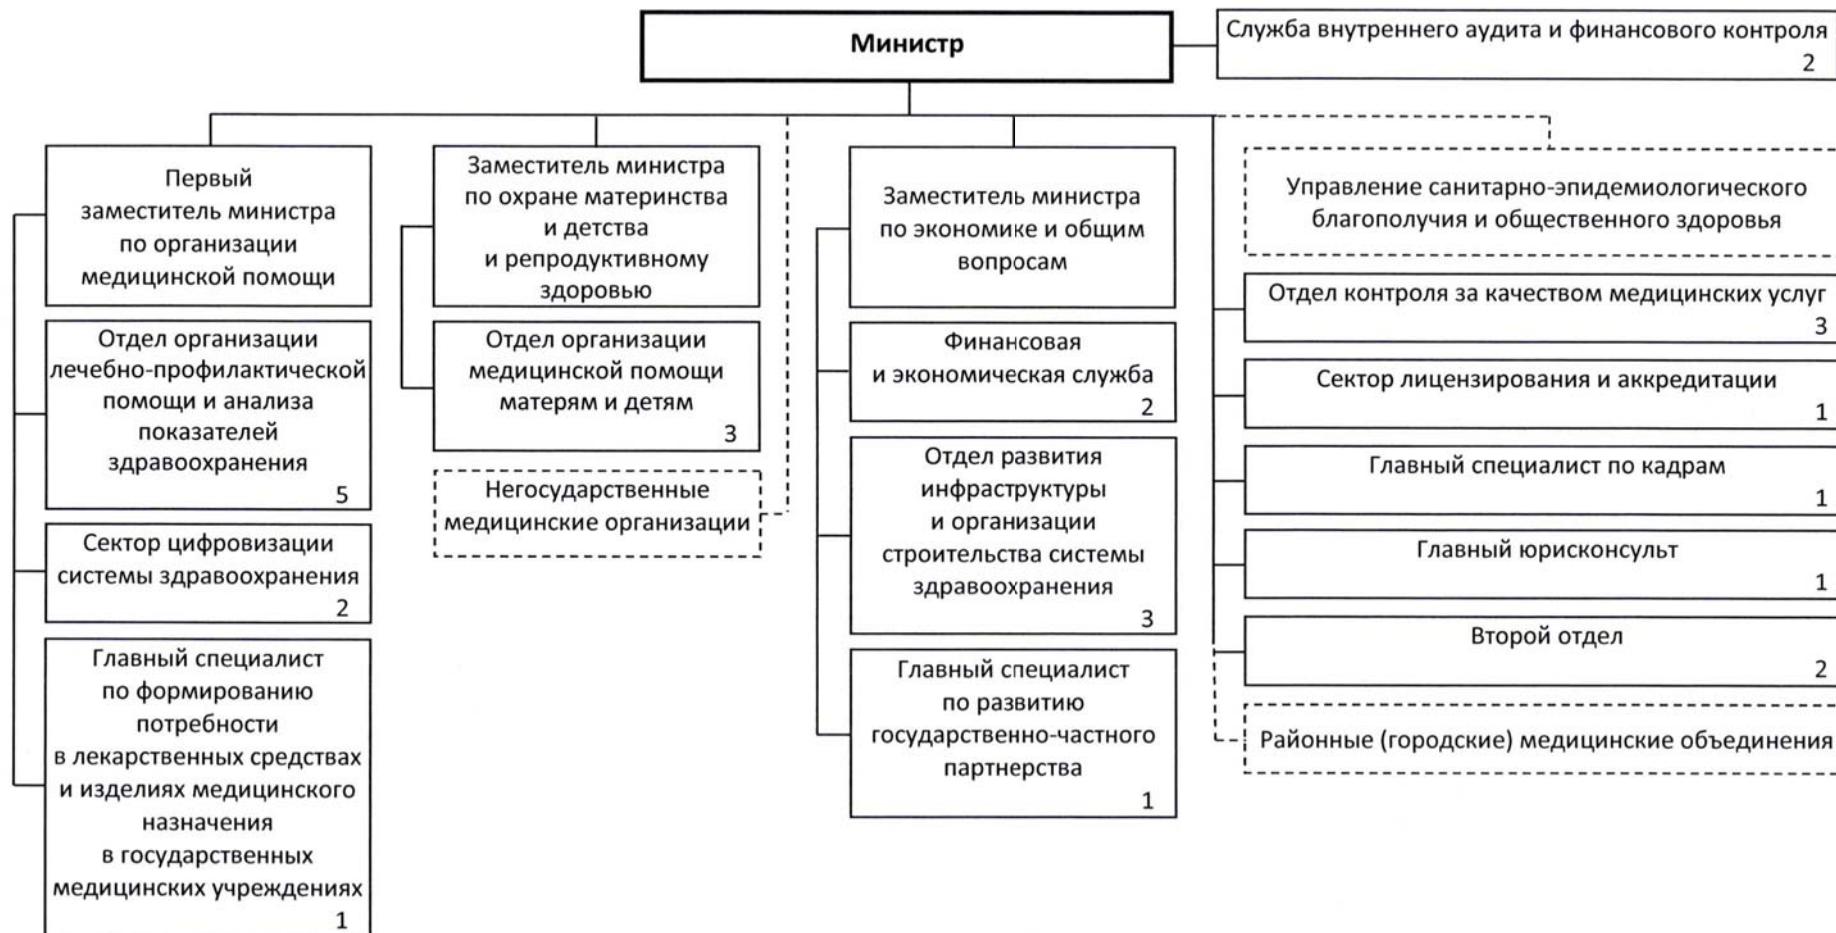 Министр
Служба внутреннего аудита и финансового контроля
2
Первый
заместитель министра
по организации
медицинской помощи
Отдел организации
лечебно-профилактической
помощи и анализа
показателей
здравоохранения
5
Сектор цифровизации
системы здравоохранения
2
Главный специалист
по формированию
потребности
в лекарственных средствах
и изделиях медицинского
назначения
в государственных
медицинских учреждениях
1
Заместитель министра
по охране материнства
и детства
и репродуктивному
здоровью
Отдел организации
медицинской помощи
матерям и детям
3
Негосударственные
медицинские организации
Заместитель министра
по экономике и общим
вопросам
Финансовая
и экономическая служба
2
Отдел развития
инфраструктуры
и организации
строительства системы
здравоохранения
3
Главный специалист
по развитию
государственно-частного
партнерства
1
Управление санитарно-эпидемиологического
благополучия и общественного здоровья
Отдел контроля за качеством медицинских услуг
3
Сектор лицензирования и аккредитации
1
Главный специалист по кадрам
1
Главный юрисконсульт
1
Второй отдел
2
Районные (городские) медицинские объединения